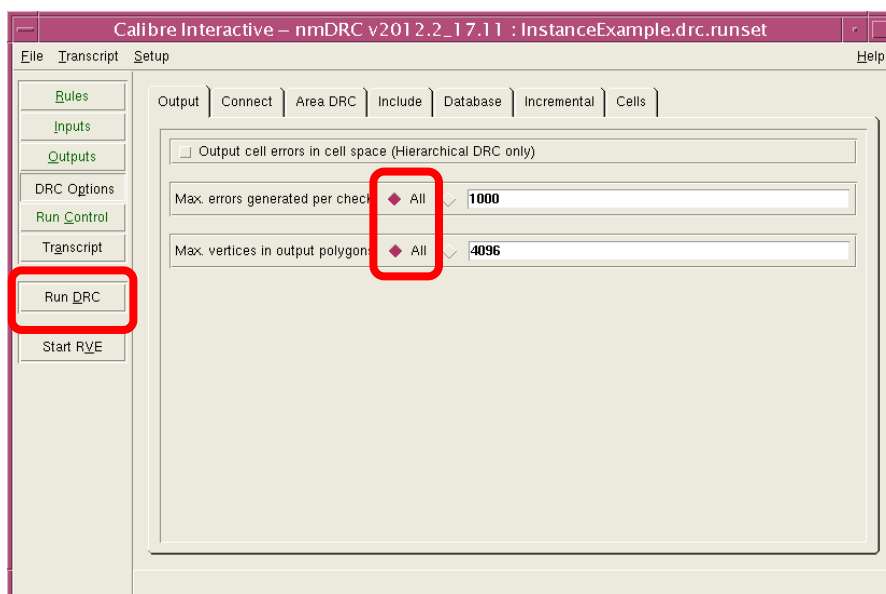 Calibre Interactive – nmDRC v2012.2_17.11 : InstanceExample.drc.runset
File Transcript Setup Help
Rules
Inputs
Outputs
DRC Options
Run Control
Transcript
Run DRC
Start RVE
Output Connect Area DRC Include Database Incremental Cells
Output cell errors in cell space (Hierarchical DRC only)
Max. errors generated per check All 1000
Max. vertices in output polygons All 4096